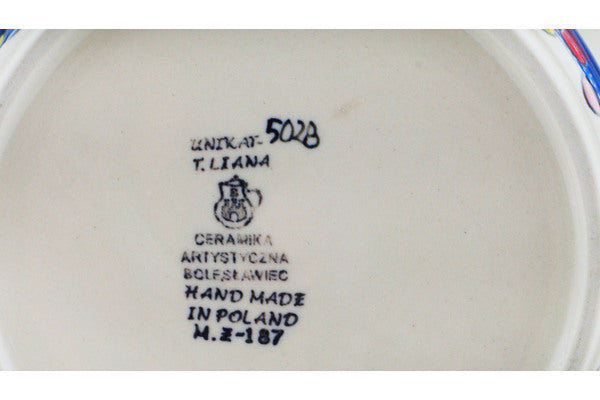 UNIKAT-5028
T.LIANA
B
CERAMIKA
ARTYSTYCZNA
BOLESŁAWIEC
HAND MADE
IN POLAND
M.Z-187